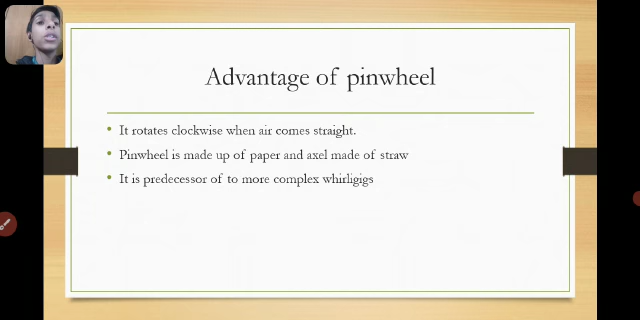 Advantage of pinwheel
It rotates clockwise when air comes straight.
Pinwheel is made up of paper and axel made of straw
It is predecessor of to more complex whirligigs